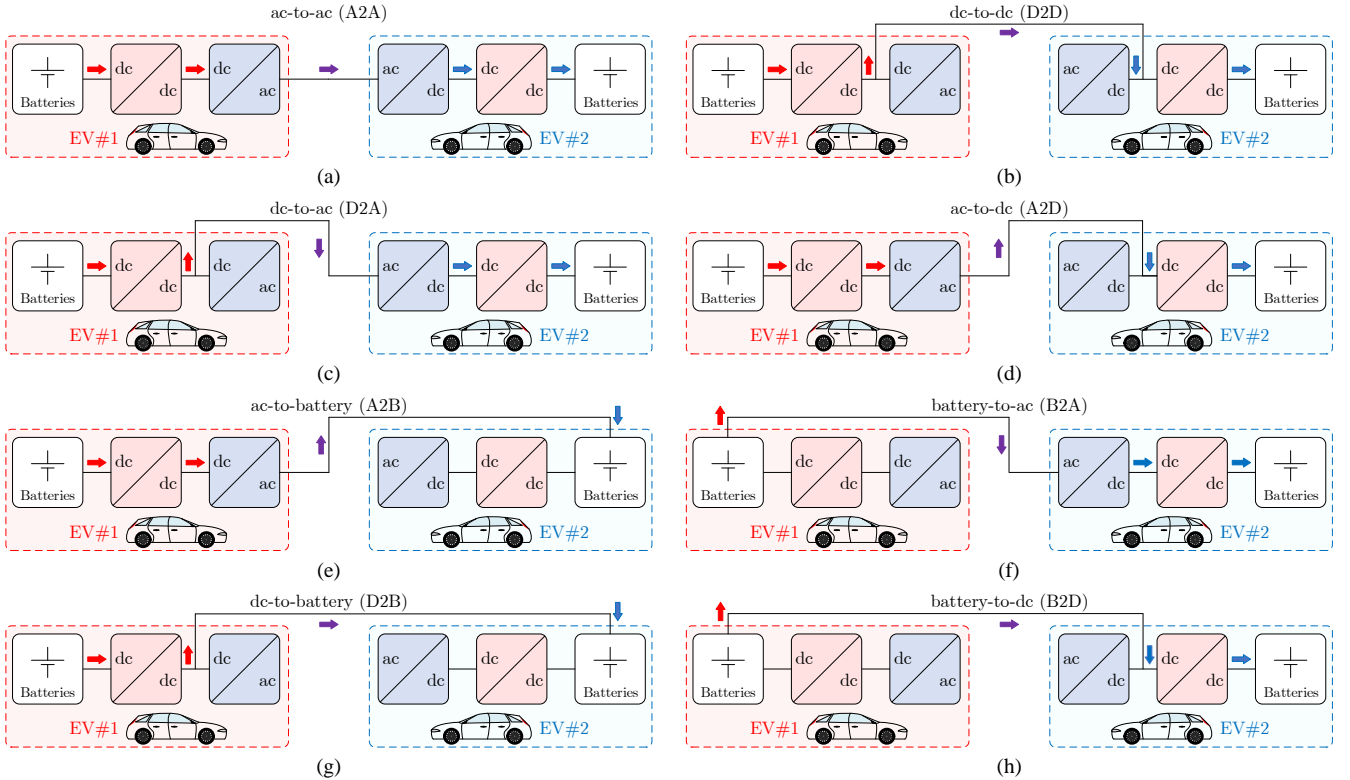 ac-to-ac (A2A)
dc-to-dc (D2D)
Batteries dc dc dc ac ac dc dc dc Batteries
EV#1 EV#2
Batteries dc dc dc ac ac dc dc dc Batteries
EV#1 EV#2
(a)
(b)
dc-to-ac (D2A)
ac-to-dc (A2D)
Batteries dc dc dc ac ac dc dc dc Batteries
EV#1 EV#2
Batteries dc dc dc ac ac dc dc dc Batteries
EV#1 EV#2
(c)
(d)
ac-to-battery (A2B)
battery-to-ac (B2A)
Batteries dc dc dc ac ac dc dc dc Batteries
EV#1 EV#2
Batteries dc dc dc ac ac dc dc dc Batteries
EV#1 EV#2
(e)
(f)
dc-to-battery (D2B)
battery-to-dc (B2D)
Batteries dc dc dc ac ac dc dc dc Batteries
EV#1 EV#2
Batteries dc dc dc ac ac dc dc dc Batteries
EV#1 EV#2
(g)
(h)